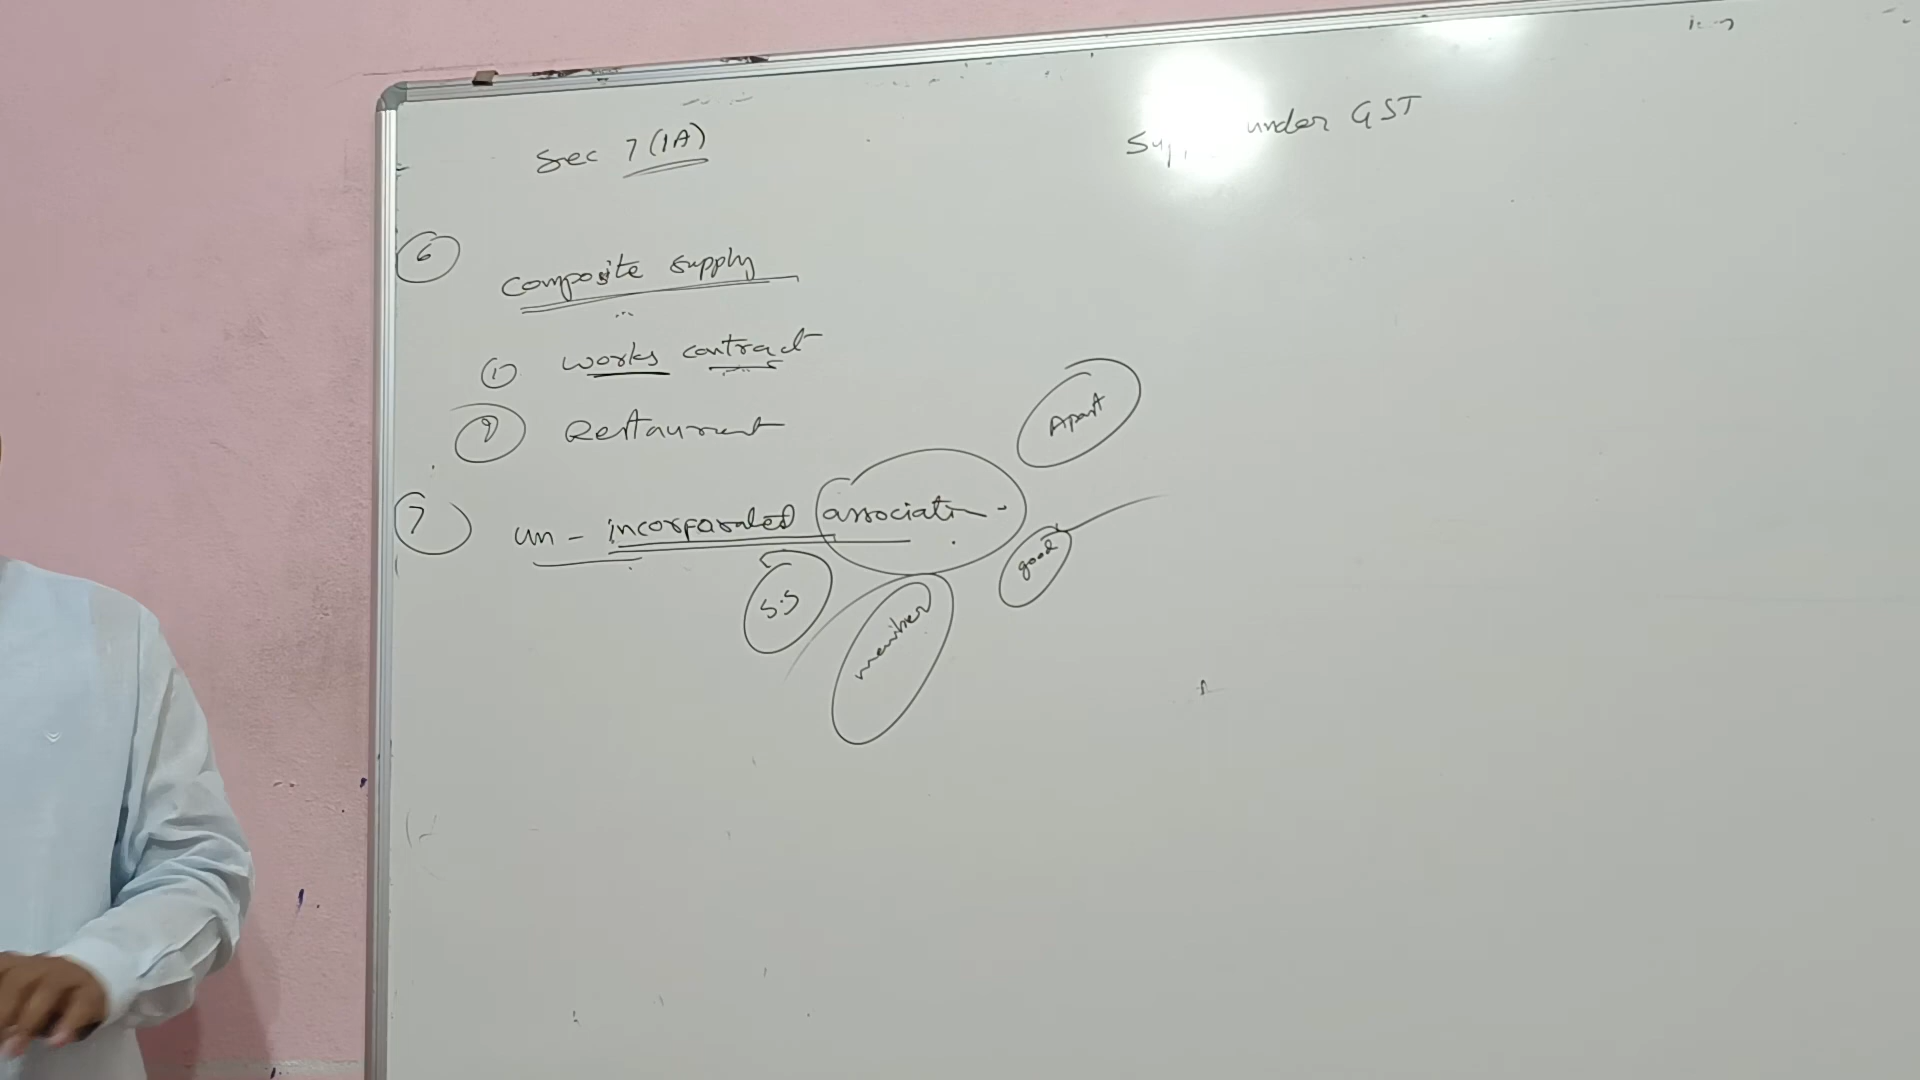 Sec 7(1A)
under GST
6
Composite supply
1 works contract
Restaurant
Apart
7 un-incorporated association.
good
S.S
member